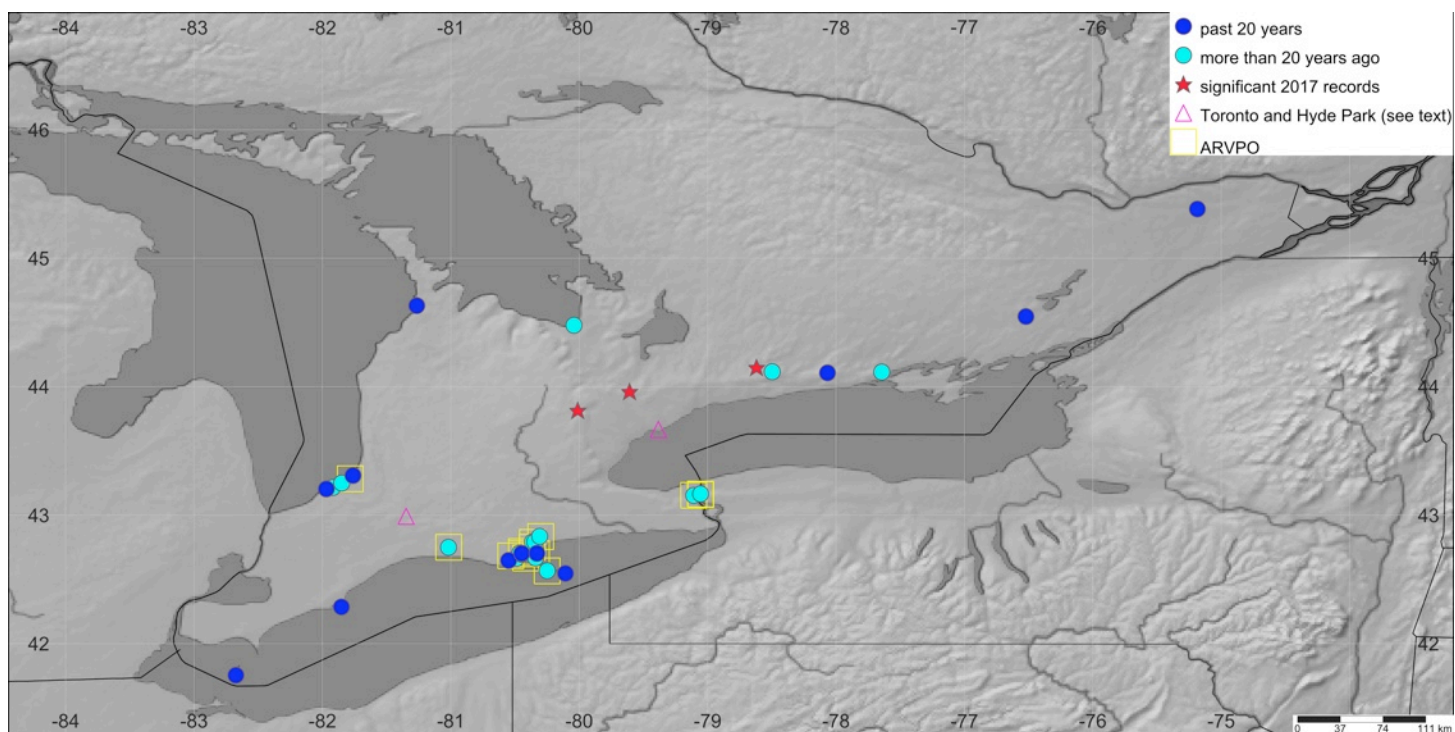 -84 -83 -82 -81 -80 -79 -78 -77 -76
past 20 years
more than 20 years ago
significant 2017 records
Toronto and Hyde Park (see text)
ARVPO
46 46
45 45
44 44
43 43
42 42
-84 -83 -82 -81 -80 -79 -78 -77 -76 -75
0 37 74 111 km